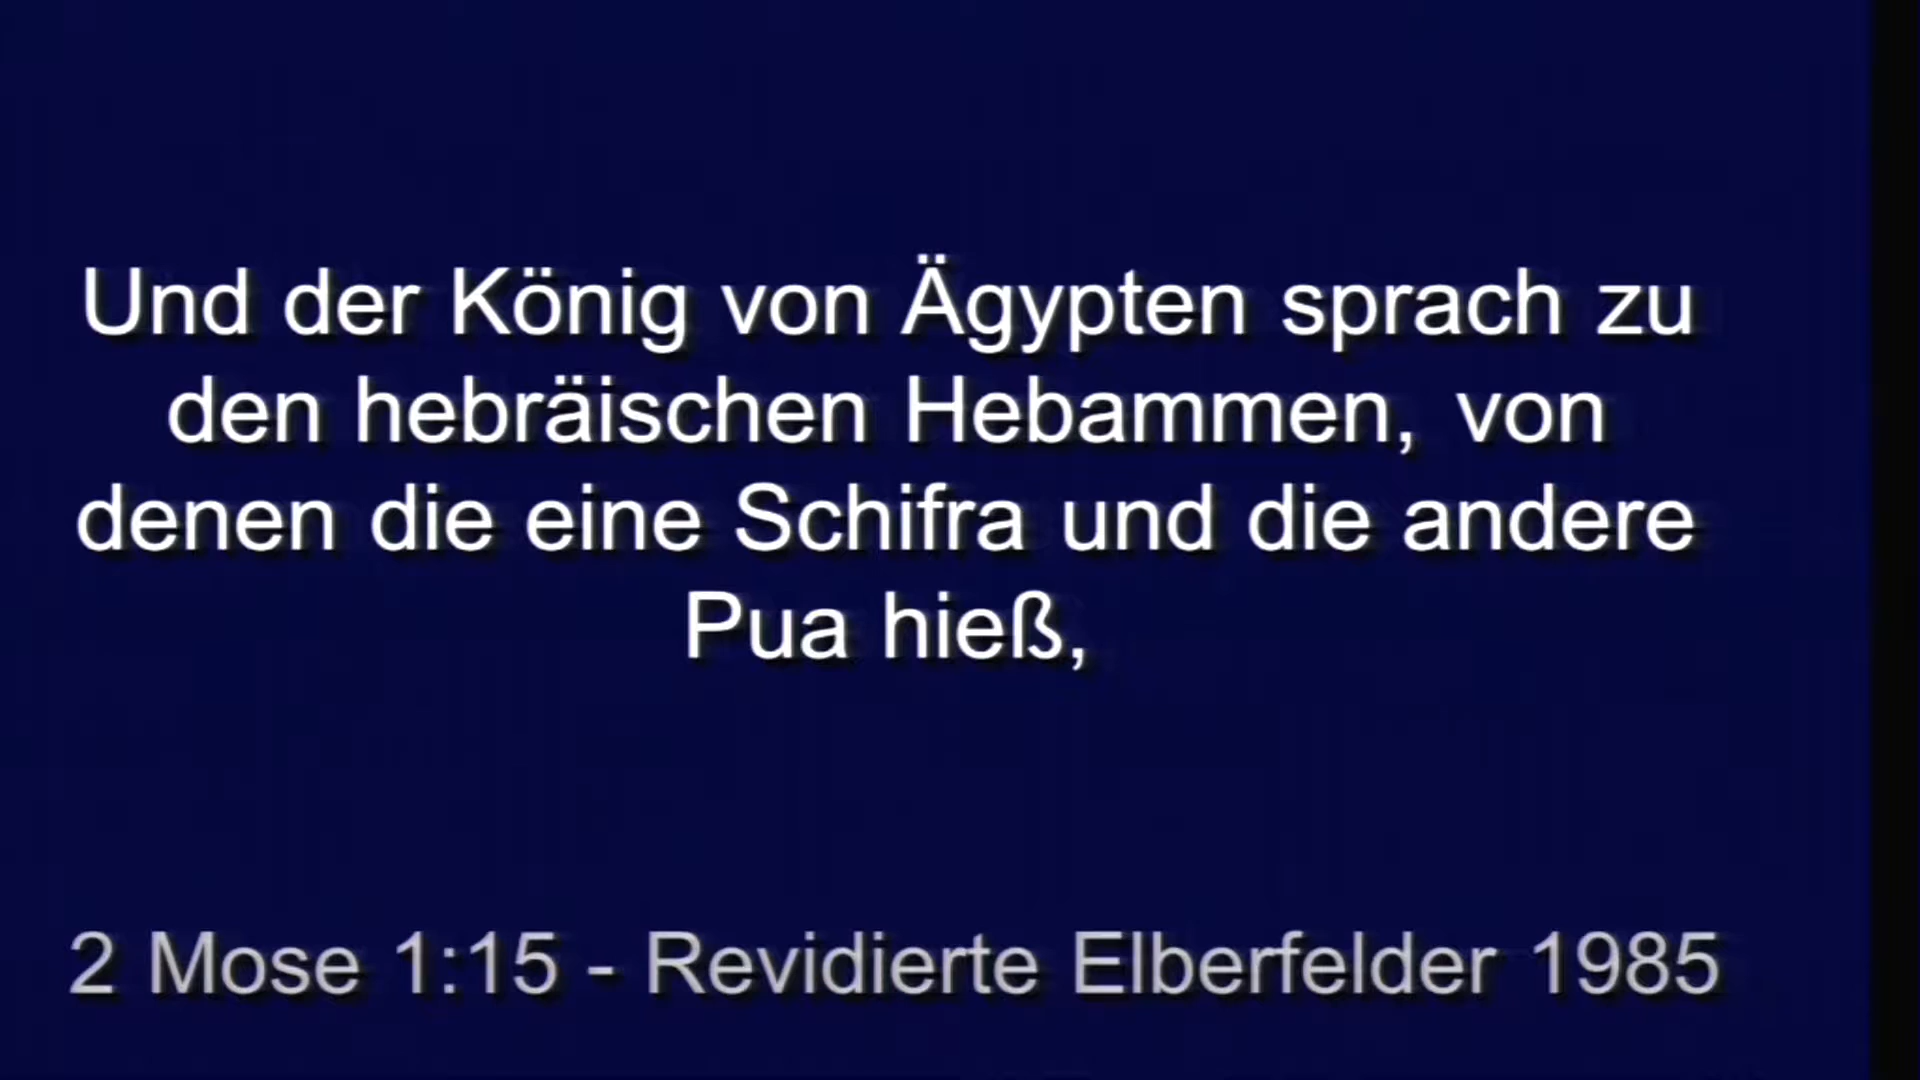 Und der König von Ägypten sprach zu
den hebräischen Hebammen, von
denen die eine Schifra und die andere
Pua hieß,
2 Mose 1:15 - Revidierte Elberfelder 1985